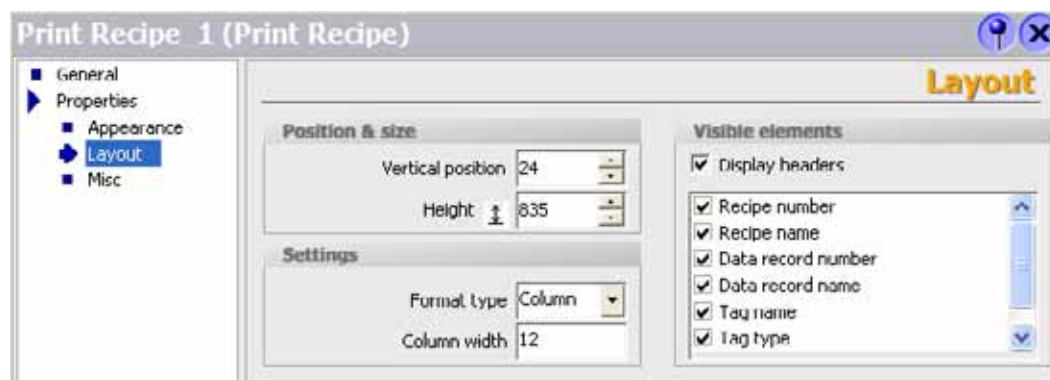 Print Recipe 1 (Print Recipe)
General
Properties
Appearance
Layout
Misc
Layout
Position & size
Vertical position 24
Height 835
Settings
Format type Column
Column width 12
Visible elements
Display headers
Recipe number
Recipe name
Data record number
Data record name
Tag name
Tag type